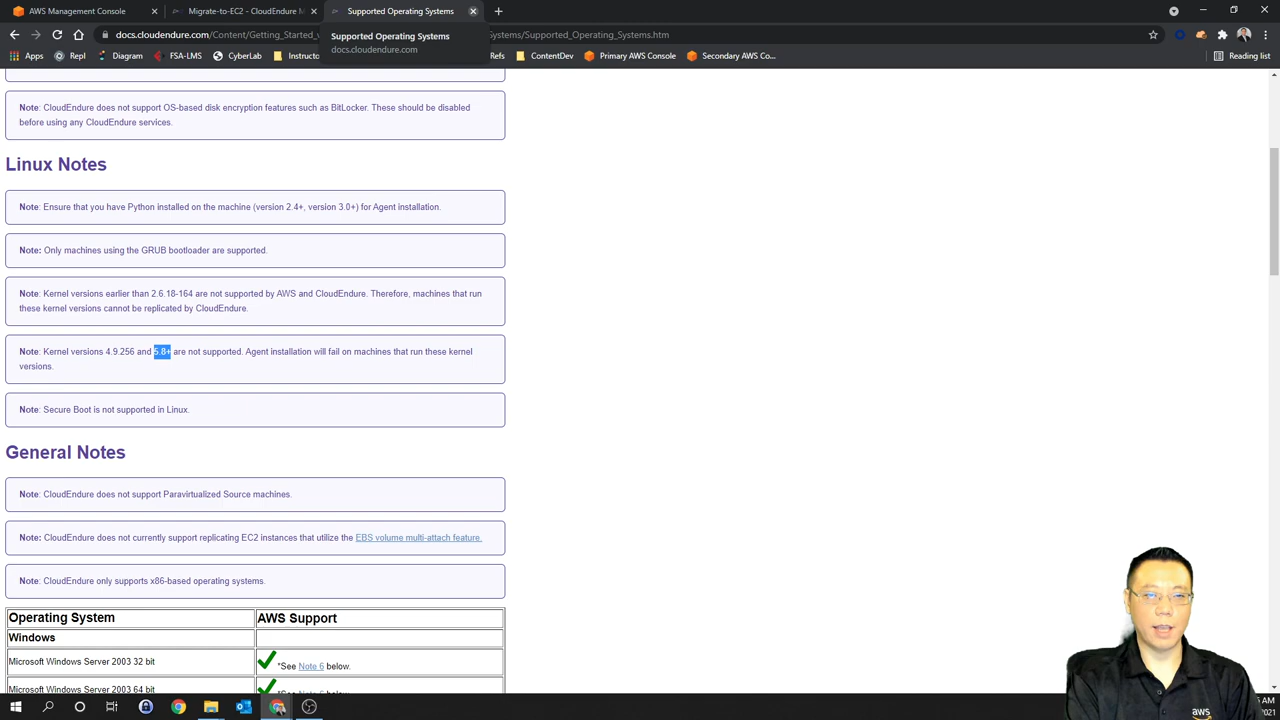 AWS Management Console
Migrate-to-EC2 - CloudEndure M
Supported Operating Systems
docs.cloudendure.com/Content/Getting_Started_
Systems/Supported_Operating_Systems.htm
Supported Operating Systems
docs.cloudendure.com
Apps
Repl
Diagram
FSA-LMS
CyberLab
Instructo
Refs
ContentDev
Primary AWS Console
Secondary AWS Co...
Reading list
Note: CloudEndure does not support OS-based disk encryption features such as BitLocker. These should be disabled
before using any CloudEndure services.
Linux Notes
Note: Ensure that you have Python installed on the machine (version 2.4+, version 3.0+) for Agent installation.
Note: Only machines using the GRUB bootloader are supported.
Note: Kernel versions earlier than 2.6.18-164 are not supported by AWS and CloudEndure. Therefore, machines that run
these kernel versions cannot be replicated by CloudEndure.
Note: Kernel versions 4.9.256 and 5.8+ are not supported. Agent installation will fail on machines that run these kernel
versions.
Note: Secure Boot is not supported in Linux.
General Notes
Note: CloudEndure does not support Paravirtualized Source machines.
Note: CloudEndure does not currently support replicating EC2 instances that utilize the EBS volume multi-attach feature.
Note: CloudEndure only supports x86-based operating systems.
Operating System
AWS Support
Windows
Microsoft Windows Server 2003 32 bit
*See Note 6 below.
Microsoft Windows Server 2003 64 bit
AM
2021
aws